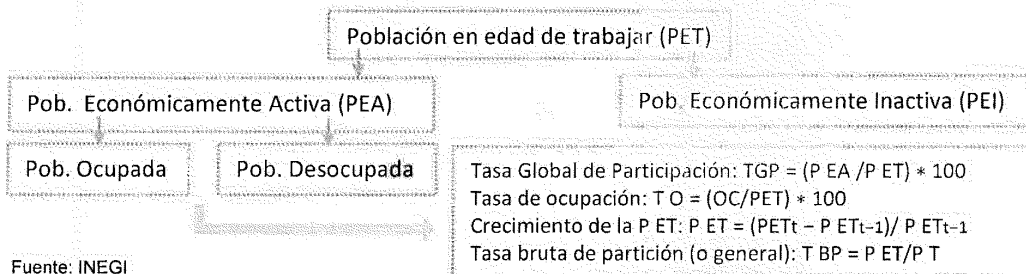 Población en edad de trabajar (PET)
Pob. Económicamente Activa (PEA)
Pob. Económicamente Inactiva (PEI)
Pob. Ocupada
Pob. Desocupada
Tasa Global de Participación: TGP = (P EA /P ET) * 100
Tasa de ocupación: T O = (OC/PET) * 100
Crecimiento de la P ET: P ET = (PETt − P ETt−1)/ P ETt−1
Tasa bruta de partición (o general): T BP = P ET/P T
Fuente: INEGI